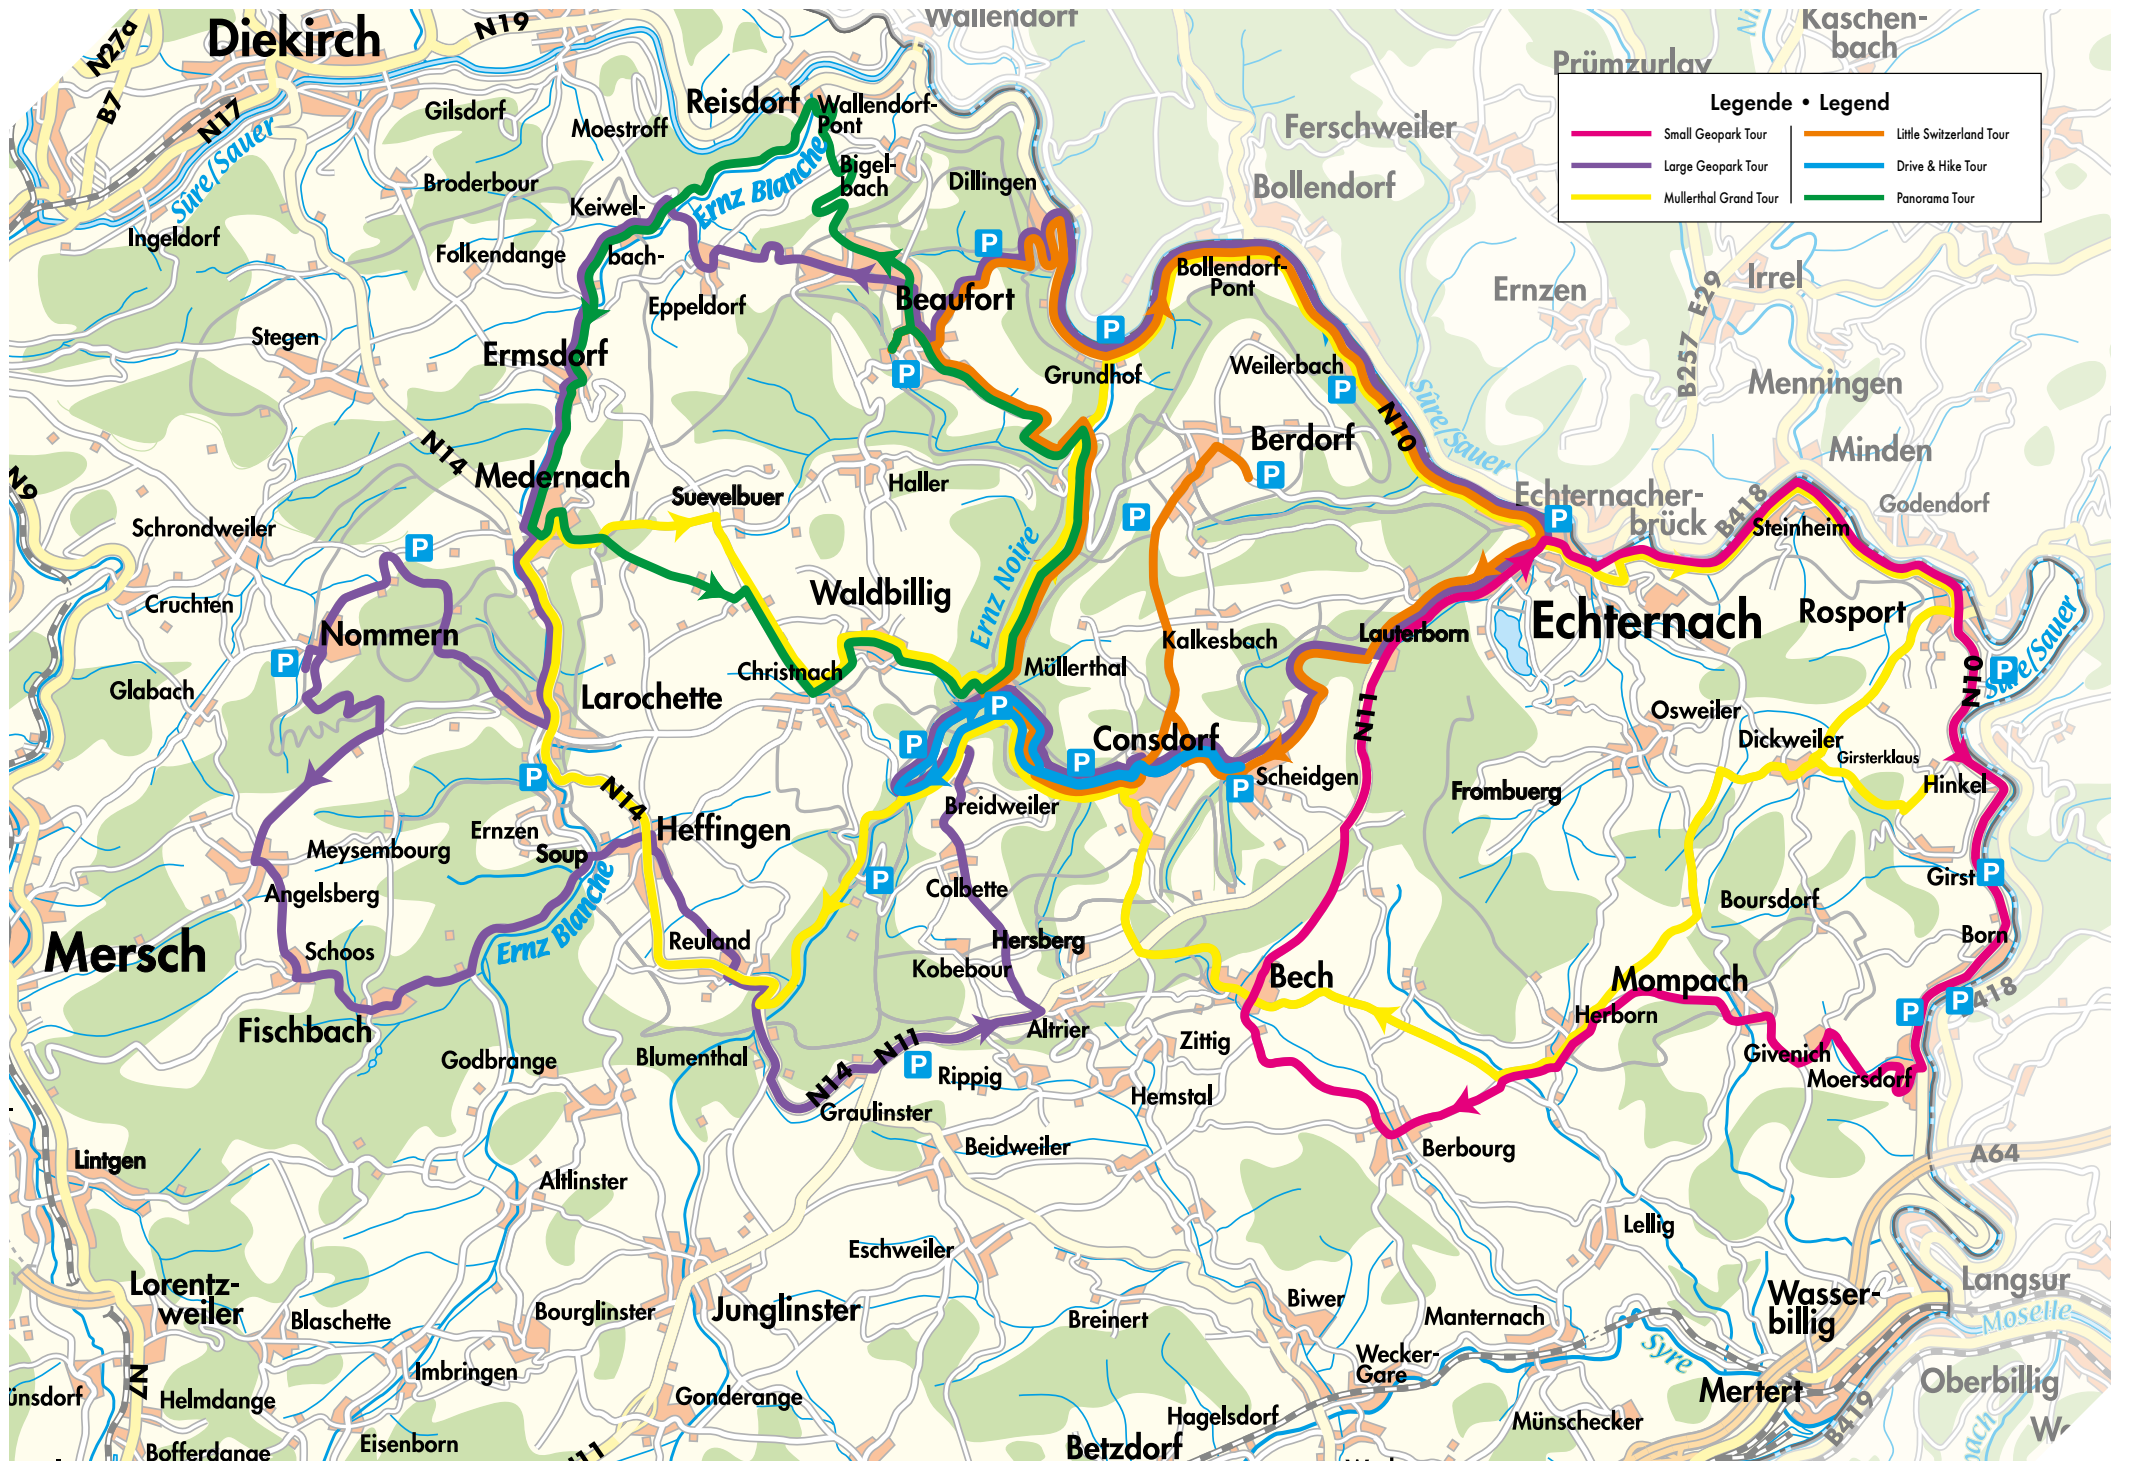 Wallendorf
Kaschen-
bach
N27a
Diekirch
N19
Prümzurlay
B7
N17
Gilsdorf
Moestroff
Reisdorf
Wallendorf-
Pont
Legende • Legend
Small Geopark Tour
Little Switzerland Tour
Large Geopark Tour
Drive & Hike Tour
Mullerthal Grand Tour
Panorama Tour
Ferschweiler
Sûre/Sauer
Broderbour
Ernz Blanche
Bigel-
bach
Dillingen
Bollendorf
Keiwel-
bach-
Ingeldorf
Folkendange
P
Eppeldorf
Beaufort
Bollendorf-
Pont
Ernzen
Irrel
E29
B257
Stegen
Ermsdorf
P
Grundhof
Weilerbach
P
P
Menningen
Sûre/Sauer
N10
N14
Berdorf
P
Minden
N9
Medernach
Suevelbuer
Haller
P
Echternacher-
brück
P
B418
Godendorf
Steinheim
Schrondweiler
P
Ernz Noire
Cruchten
Nommern
P
Waldbillig
Kalkesbach
Lauterborn
Echternach
Rosport
Sûre/Sauer
P
N10
Glabach
Larochette
Christnach
Müllerthal
P
P
Consdorf
P
Scheidgen
P
N11
Osweiler
Dickweiler
Girsterklaus
Hinkel
P
N14
Heffingen
Breidweiler
Frombuerg
Ernzen
Soup
Meysembourg
Angelsberg
Ernz Blanche
P
Colbette
Girst
P
Boursdorf
Born
Mersch
Schoos
Reuland
Hersberg
Kobebour
Bech
Mompach
Herborn
P
P
B418
Fischbach
Godbrange
Blumenthal
Altrier
Zittig
Givenich
Moersdorf
N14
N11
P
Rippig
Hemstal
Graulinster
Beidweiler
Berbourg
A64
Lintgen
Altlinster
Lellig
Eschweiler
Lorentz-
weiler
Blaschette
Bourglinster
Junglinster
Breinert
Biwer
Manternach
Wasser-
billig
Langsur
Moselle
Syre
Wecker-
Gare
Imbringen
N7
Helmdange
Gonderange
Hagelsdorf
Münschecker
Mertert
Oberbillig
B419
Bofferdange
Eisenborn
Betzdorf